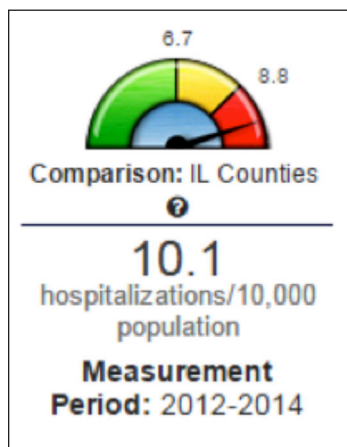 6.7
8.8
Comparison: IL Counties
?
10.1
hospitalizations/10,000
population
Measurement
Period: 2012-2014